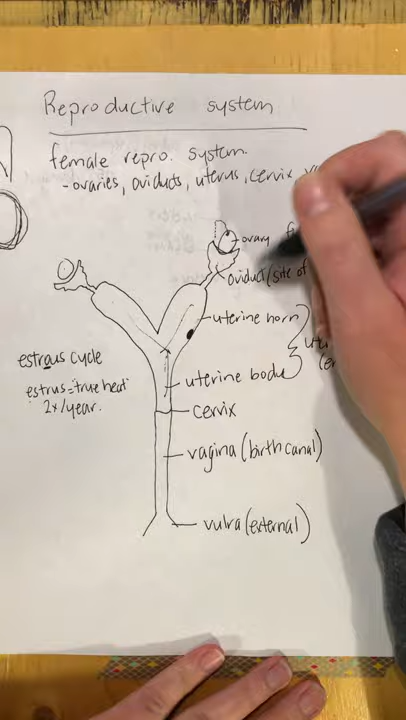 Reproductive system
female repro. system.
- ovaries, oviducts, uterus, cervix
ovary
oviduct (site of
uterine horn
estrous cycle
estrus = true heat
2x/year.
uterine body
cervix
vagina (birth canal)
vulva (external)